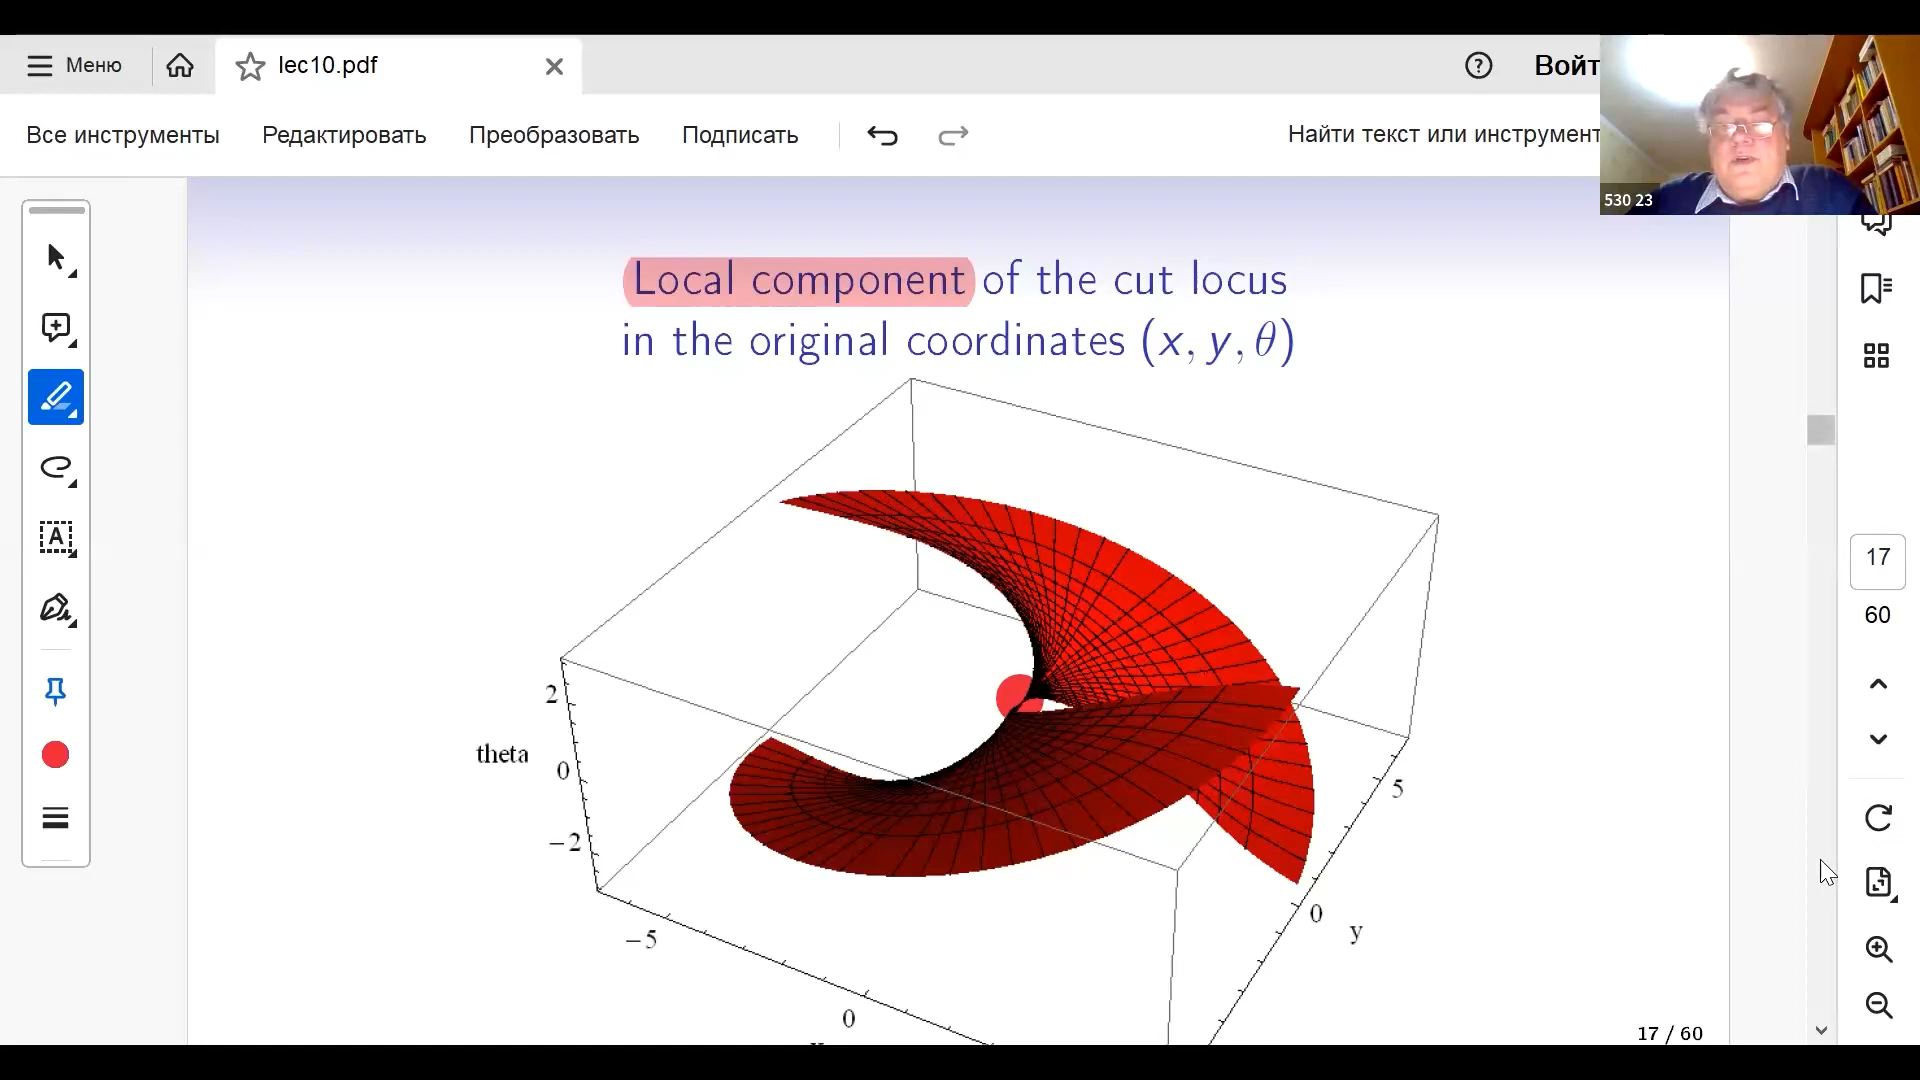 Меню
lec10.pdf
Войт
Все инструменты
Редактировать
Преобразовать
Подписать
Найти текст или инструмент
530 23
Local component of the cut locus
in the original coordinates (x, y, θ)
2
theta
0
−2
−5
0
5
0
y
A
17
60
17 / 60